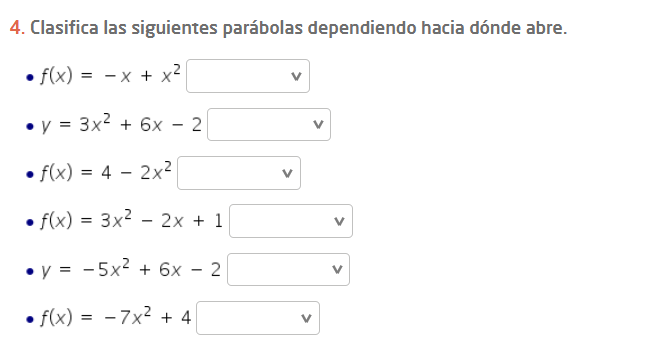 4. Clasifica las siguientes parábolas dependiendo hacia dónde abre.
• f(x) = −x + x²
• y = 3x² + 6x − 2
• f(x) = 4 − 2x²
• f(x) = 3x² − 2x + 1
• y = −5x² + 6x − 2
• f(x) = −7x² + 4